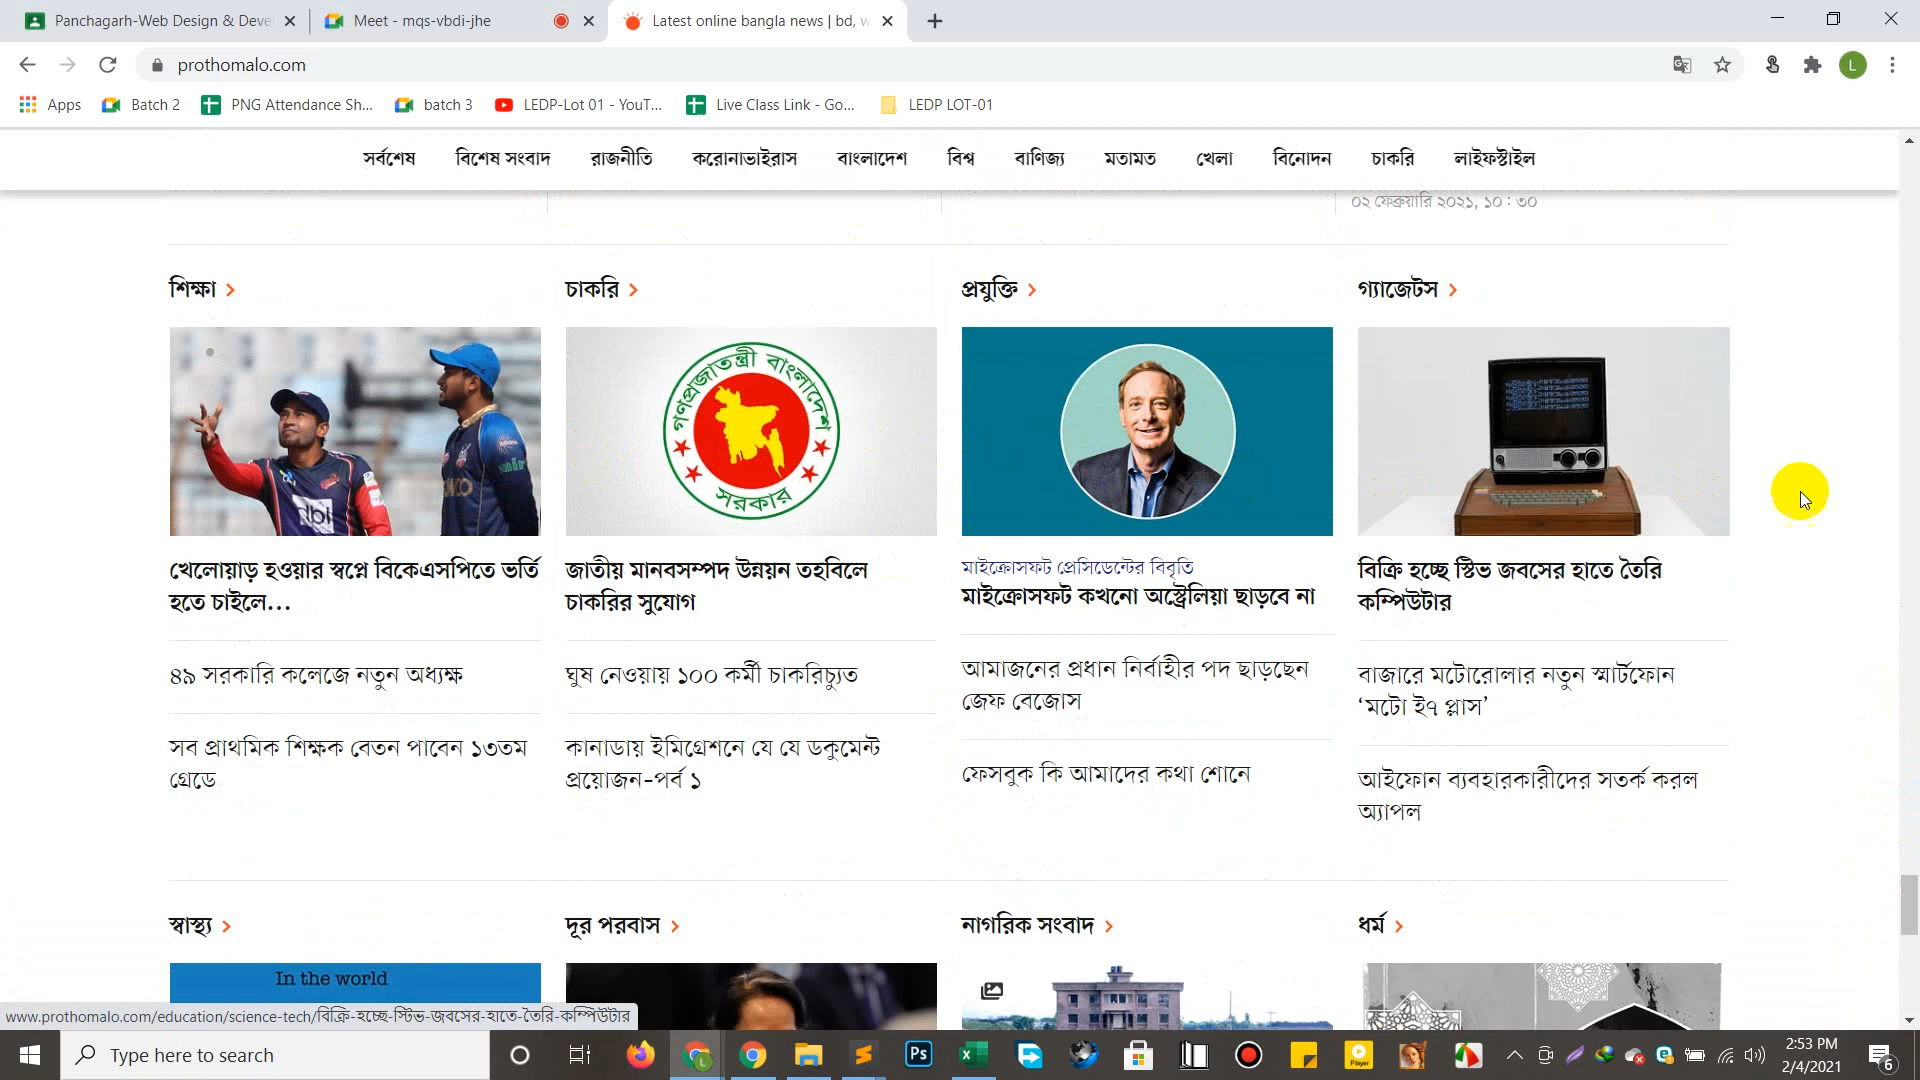 Panchagarh-Web Design & Deve
Meet - mqs-vbdi-jhe
Latest online bangla news | bd, w
prothomalo.com
L
Apps
Batch 2
PNG Attendance Sh...
batch 3
LEDP-Lot 01 - YouT...
Live Class Link - Go...
LEDP LOT-01
সর্বশেষ
বিশেষ সংবাদ
রাজনীতি
করোনাভাইরাস
বাংলাদেশ
বিশ্ব
বাণিজ্য
মতামত
খেলা
বিনোদন
চাকরি
লাইফস্টাইল
০২ ফেব্রুয়ারি ২০২১, ১০ : ৩০
শিক্ষা
খেলোয়াড় হওয়ার স্বপ্নে বিকেএসপিতে ভর্তি
হতে চাইলে...
৪৯ সরকারি কলেজে নতুন অধ্যক্ষ
সব প্রাথমিক শিক্ষক বেতন পাবেন ১৩তম
গ্রেডে
চাকরি
গণপ্রজাতন্ত্রী বাংলাদেশ
সরকার
জাতীয় মানবসম্পদ উন্নয়ন তহবিলে
চাকরির সুযোগ
ঘুষ নেওয়ায় ১০০ কর্মী চাকরিচ্যুত
কানাডায় ইমিগ্রেশনে যে যে ডকুমেন্ট
প্রয়োজন-পর্ব ১
প্রযুক্তি
মাইক্রোসফট প্রেসিডেন্টের বিবৃতি
মাইক্রোসফট কখনো অস্ট্রেলিয়া ছাড়বে না
আমাজনের প্রধান নির্বাহীর পদ ছাড়ছেন
জেফ বেজোস
ফেসবুক কি আমাদের কথা শোনে
গ্যাজেটস
বিক্রি হচ্ছে স্টিভ জবসের হাতে তৈরি
কম্পিউটার
বাজারে মটোরোলার নতুন স্মার্টফোন
‘মটো ই৭ প্লাস’
আইফোন ব্যবহারকারীদের সতর্ক করল
অ্যাপল
স্বাস্থ্য
In the world
দূর পরবাস
নাগরিক সংবাদ
ধর্ম
www.prothomalo.com/education/science-tech/বিক্রি-হচ্ছে-স্টিভ-জবসের-হাতে-তৈরি-কম্পিউটার
Type here to search
Ps
Player
2:53 PM
2/4/2021
6